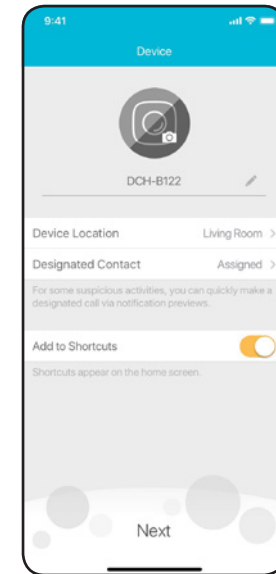 9:41
Device
DCH-B122
Device Location Living Room >
Designated Contact Assigned >
For some suspicious activities, you can quickly make a
designated call via notification previews.
Add to Shortcuts
Shortcuts appear on the home screen.
Next